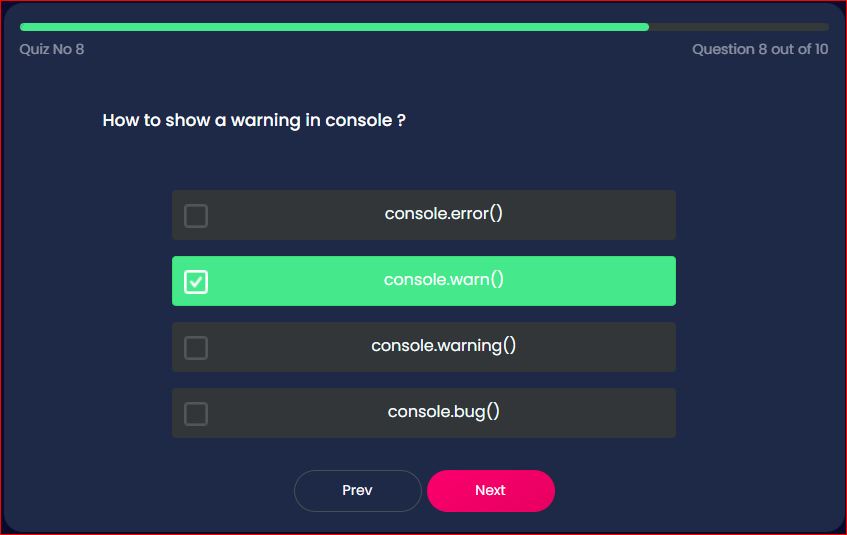 Quiz No 8
Question 8 out of 10
How to show a warning in console ?
console.error()
console.warn()
console.warning()
console.bug()
Prev
Next